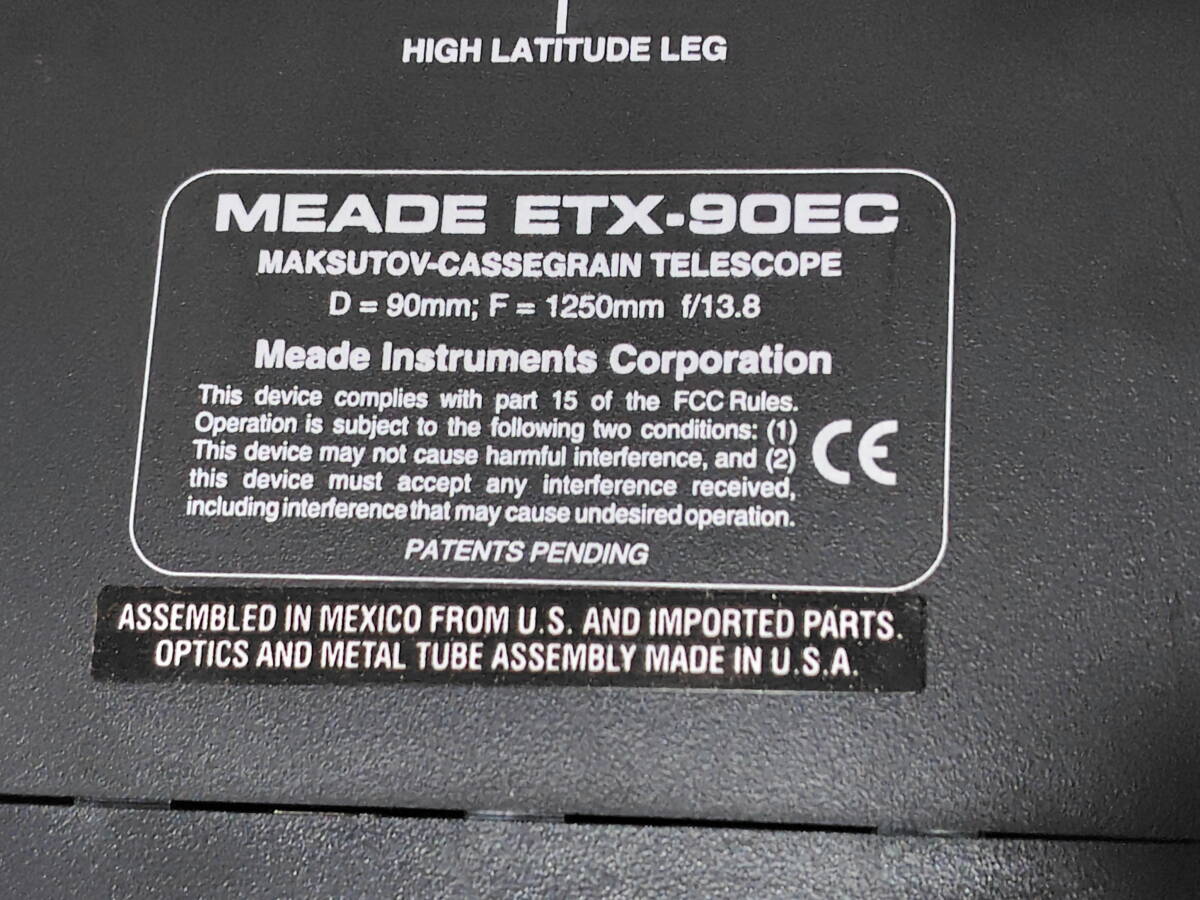 HIGH LATITUDE LEG
MEADE ETX-90EC
MAKSUTOV-CASSEGRAIN TELESCOPE
D = 90mm; F = 1250mm f/13.8
Meade Instruments Corporation
This device complies with part 15 of the FCC Rules.
Operation is subject to the following two conditions: (1)
This device may not cause harmful interference, and (2)
this device must accept any interference received,
including interference that may cause undesired operation.
CE
PATENTS PENDING
ASSEMBLED IN MEXICO FROM U.S. AND IMPORTED PARTS.
OPTICS AND METAL TUBE ASSEMBLY MADE IN U.S.A.